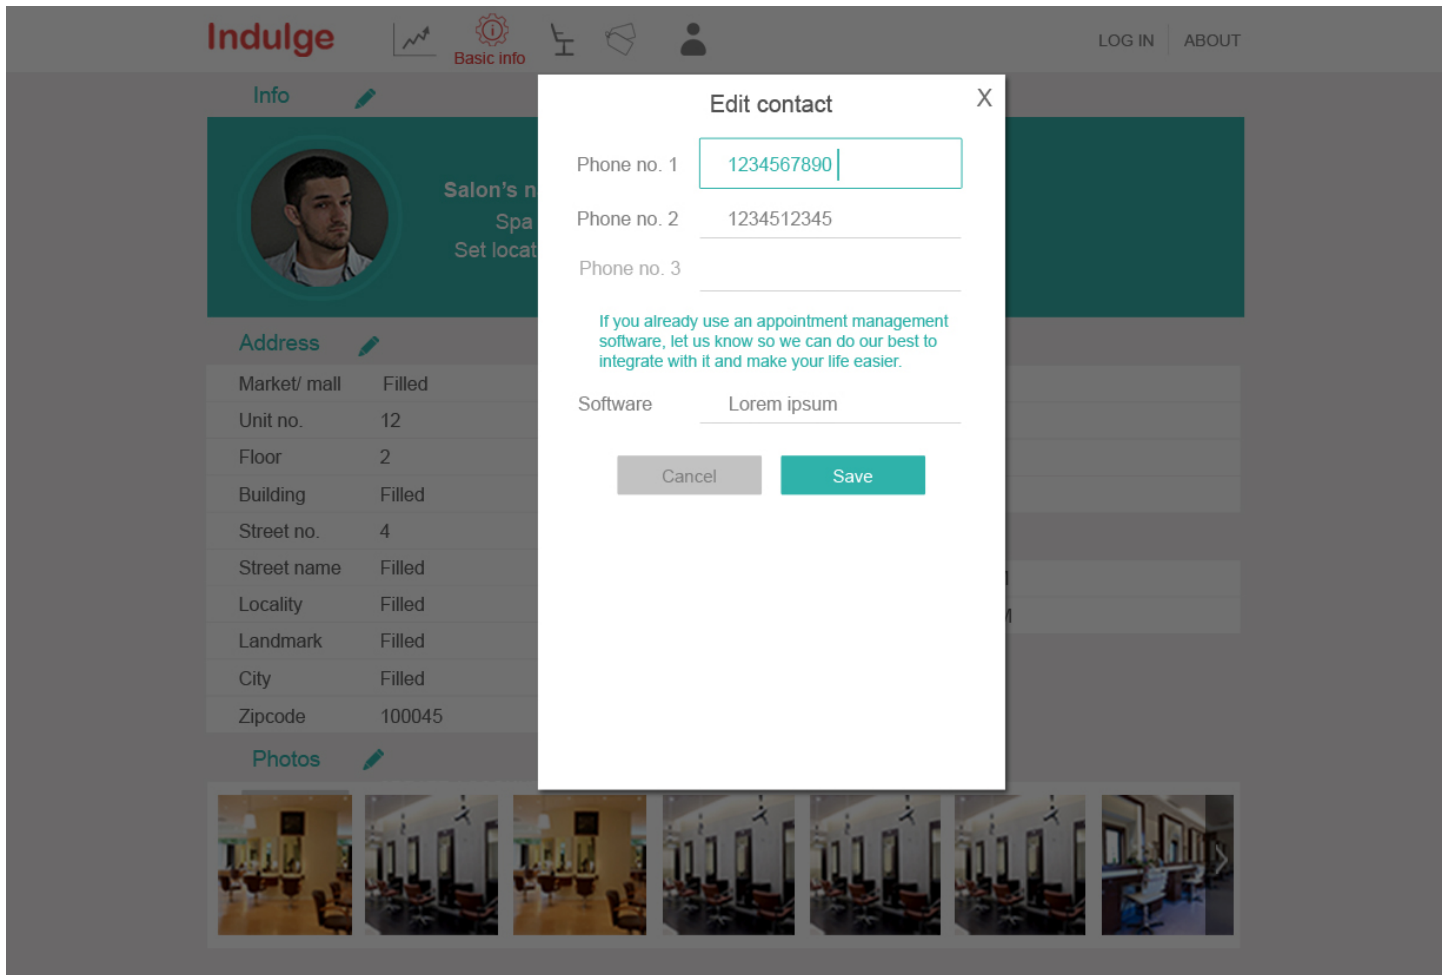 Indulge
Basic info
LOG IN
ABOUT
Info
Salon's n
Spa
Set locat
Edit contact
X
Phone no. 1 1234567890
Phone no. 2 1234512345
Phone no. 3
If you already use an appointment management
software, let us know so we can do our best to
integrate with it and make your life easier.
Software Lorem ipsum
Cancel
Save
Address
Market/ mall Filled
Unit no. 12
Floor 2
Building Filled
Street no. 4
Street name Filled
Locality Filled
Landmark Filled
City Filled
Zipcode 100045
Photos